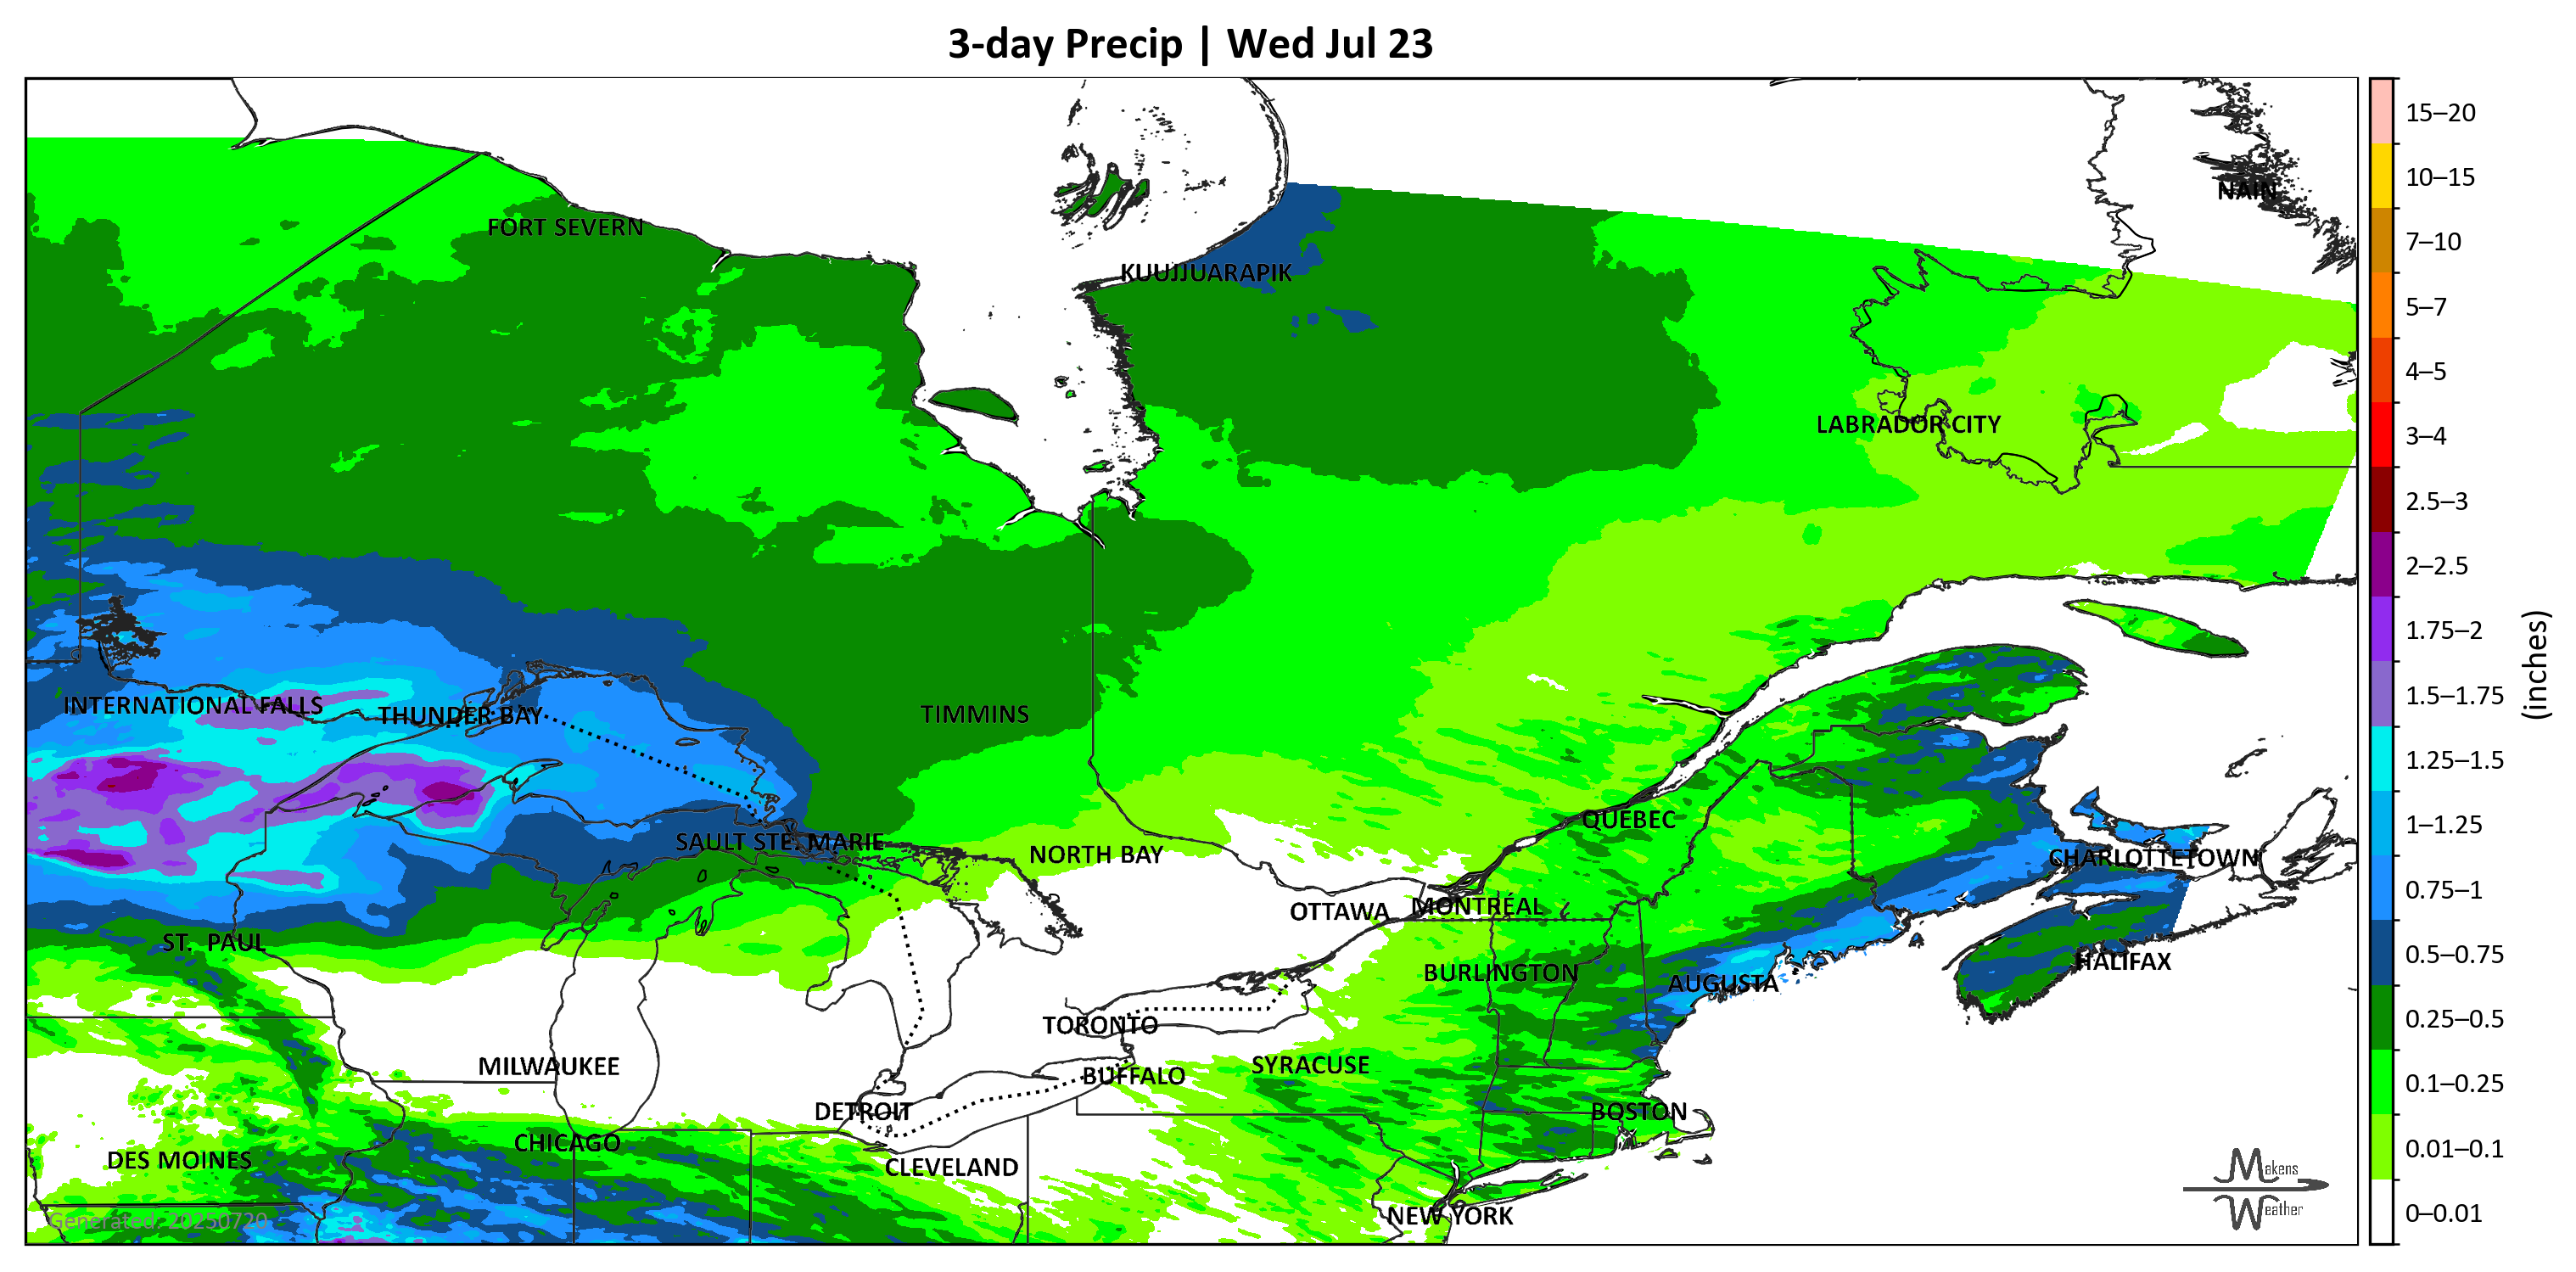 3-day Precip | Wed Jul 23
15–20
10–15
NAIN
FORT SEVERN
7–10
KUUJJUARAPIK
5–7
4–5
LABRADOR CITY
3–4
2.5–3
2–2.5
1.75–2
(inches)
1.5–1.75
INTERNATIONAL FALLS
THUNDER BAY
TIMMINS
1.25–1.5
QUEBEC
1–1.25
SAULT STE. MARIE
NORTH BAY
CHARLOTTETOWN
0.75–1
OTTAWA
MONTREAL
ST. PAUL
0.5–0.75
HALIFAX
BURLINGTON
AUGUSTA
0.25–0.5
TORONTO
MILWAUKEE
SYRACUSE
BUFFALO
0.1–0.25
DETROIT
BOSTON
CHICAGO
0.01–0.1
DES MOINES
CLEVELAND
Makens
Weather
0–0.01
NEW YORK
Generated: 20250720